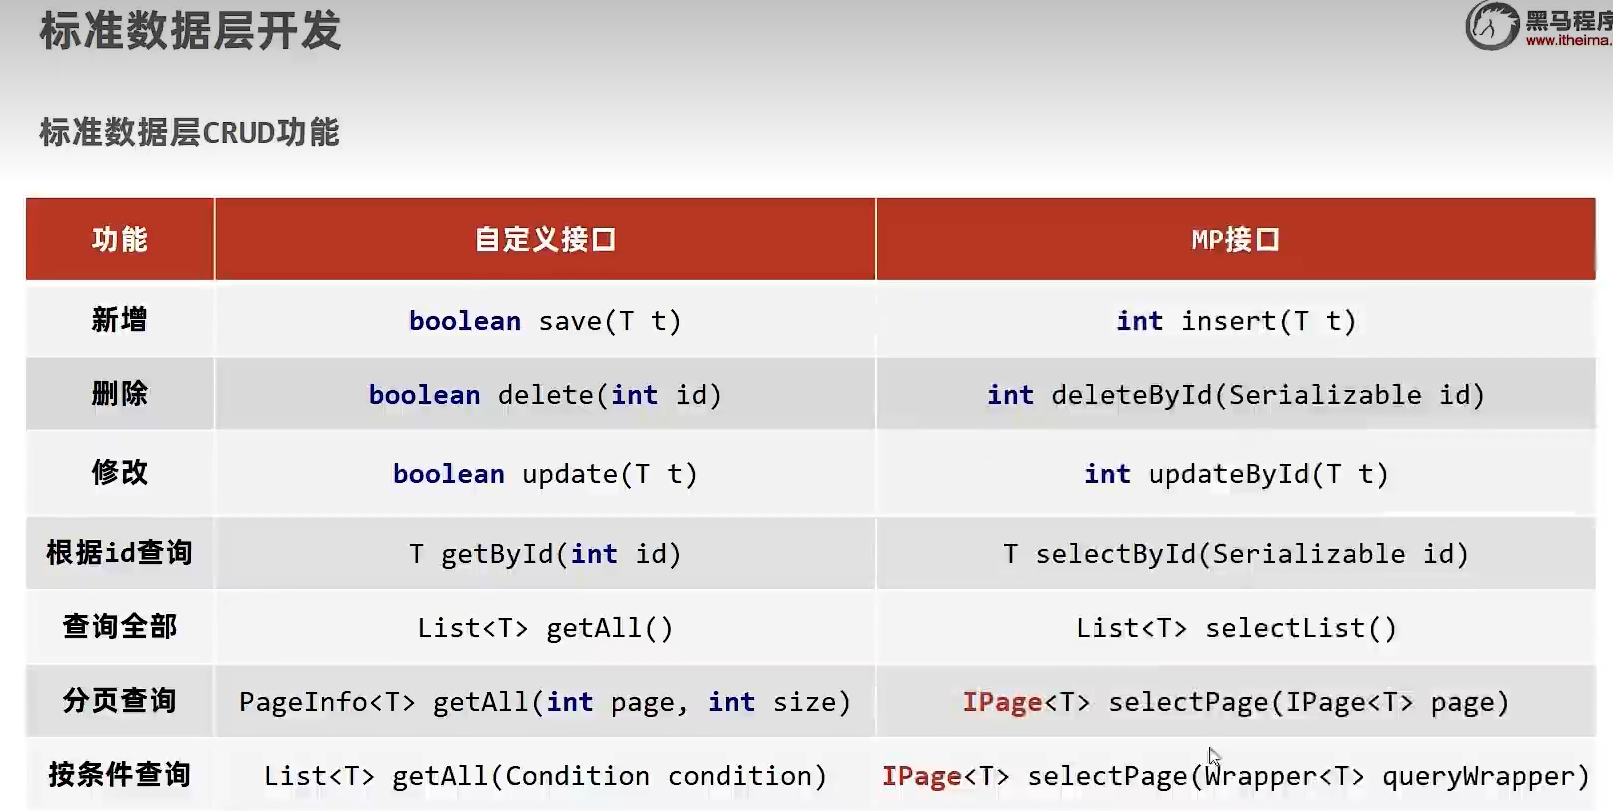 标准数据层开发
黑马程序
www.itheima.
标准数据层CRUD功能
功能 自定义接口 MP接口
新增 boolean save(T t) int insert(T t)
删除 boolean delete(int id) int deleteById(Serializable id)
修改 boolean update(T t) int updateById(T t)
根据id查询 T getById(int id) T selectById(Serializable id)
查询全部 List<T> getAll() List<T> selectList()
分页查询 PageInfo<T> getAll(int page, int size) IPage<T> selectPage(IPage<T> page)
按条件查询 List<T> getAll(Condition condition) IPage<T> selectPage(Wrapper<T> queryWrapper)